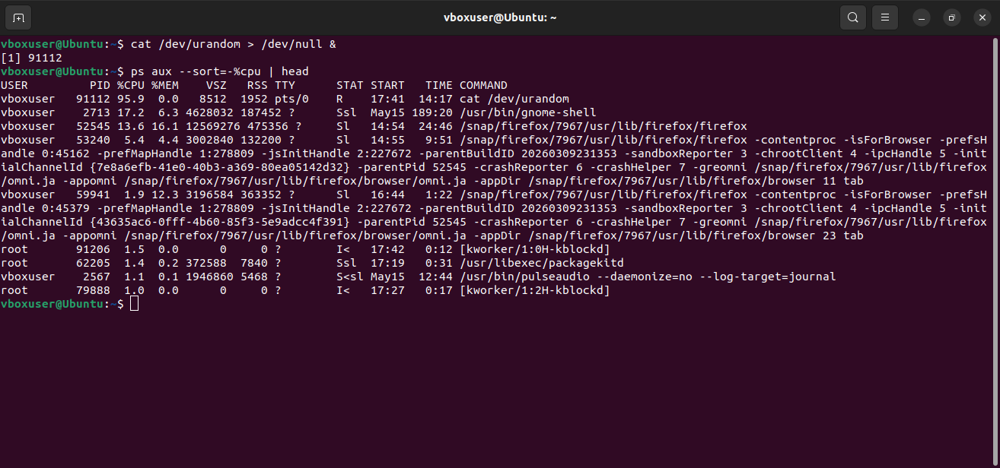 vboxuser@Ubuntu: ~
vboxuser@Ubuntu:~$ cat /dev/urandom > /dev/null &
[1] 91112
vboxuser@Ubuntu:~$ ps aux --sort=-%cpu | head
USER         PID %CPU %MEM    VSZ   RSS TTY      STAT START   TIME COMMAND
vboxuser   91112 95.9  0.0   8512  1952 pts/0    R    17:41  14:17 cat /dev/urandom
vboxuser    2713 17.2  6.3 4628032 187452 ?      Ssl  May15 189:20 /usr/bin/gnome-shell
vboxuser   52545 13.6 16.1 12569276 475356 ?     Sl   14:54  24:46 /snap/firefox/7967/usr/lib/firefox/firefox
vboxuser   53240  5.4  4.4 3002840 132200 ?      Sl   14:55   9:51 /snap/firefox/7967/usr/lib/firefox/firefox -contentproc -isForBrowser -prefsH
andle 0:45162 -prefMapHandle 1:278809 -jsInitHandle 2:227672 -parentBuildID 20260309231353 -sandboxReporter 3 -chrootClient 4 -ipcHandle 5 -init
ialChannelId {7e8a6efb-41e0-40b3-a369-80ea05142d32} -parentPid 52545 -crashReporter 6 -crashHelper 7 -greomni /snap/firefox/7967/usr/lib/firefox
/omni.ja -appomni /snap/firefox/7967/usr/lib/firefox/browser/omni.ja -appDir /snap/firefox/7967/usr/lib/firefox/browser 11 tab
vboxuser   59941  1.9 12.3 3196584 363352 ?      Sl   16:44   1:22 /snap/firefox/7967/usr/lib/firefox/firefox -contentproc -isForBrowser -prefsH
andle 0:45379 -prefMapHandle 1:278809 -jsInitHandle 2:227672 -parentBuildID 20260309231353 -sandboxReporter 3 -chrootClient 4 -ipcHandle 5 -init
ialChannelId {43635ac6-0fff-4b60-85f3-5e9adcc4f391} -parentPid 52545 -crashReporter 6 -crashHelper 7 -greomni /snap/firefox/7967/usr/lib/firefox
/omni.ja -appomni /snap/firefox/7967/usr/lib/firefox/browser/omni.ja -appDir /snap/firefox/7967/usr/lib/firefox/browser 23 tab
root       91206  1.5  0.0      0     0 ?        I<   17:42   0:12 [kworker/1:0H-kblockd]
root       62205  1.4  0.2 372588  7840 ?        Ssl  17:19   0:31 /usr/libexec/packagekitd
vboxuser    2567  1.1  0.1 1946860 5468 ?        S<sl May15  12:44 /usr/bin/pulseaudio --daemonize=no --log-target=journal
root       79888  1.0  0.0      0     0 ?        I<   17:27   0:17 [kworker/1:2H-kblockd]
vboxuser@Ubuntu:~$